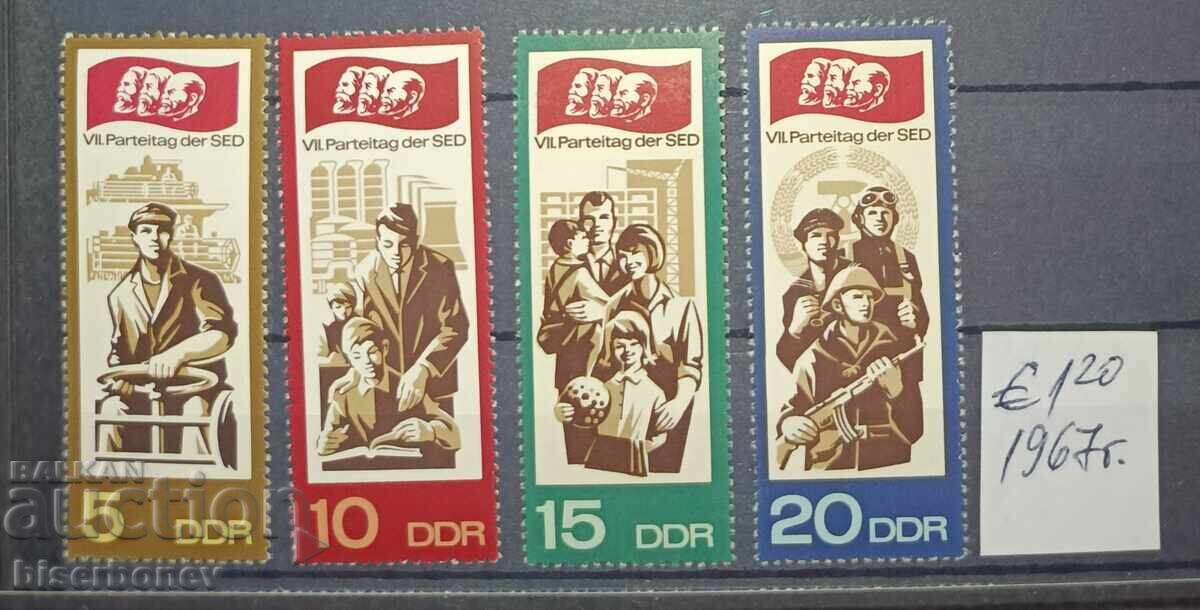 VII. Parteitag der SED
5 DDR
VII. Parteitag der SED
10 DDR
VII. Parteitag der SED
15 DDR
VII. Parteitag der SED
20 DDR
€ 1 20
1967г.
BALKAN
auction
biserbonev